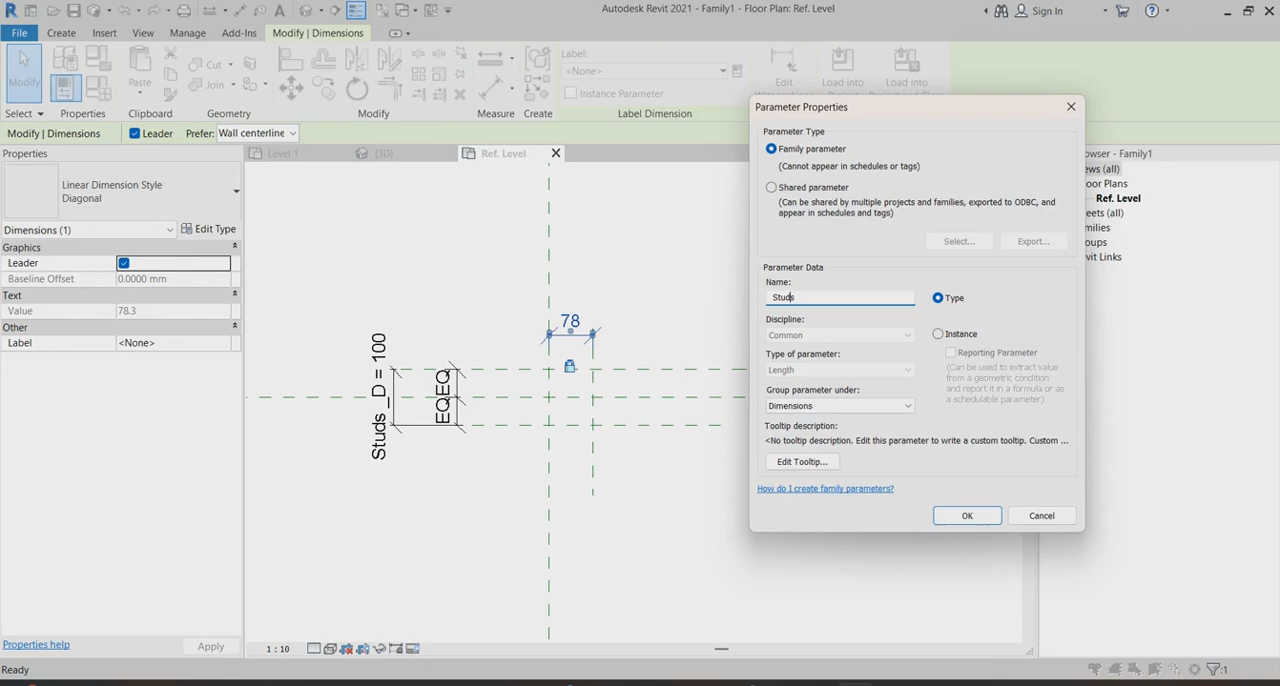 Autodesk Revit 2021 - Family1 - Floor Plan: Ref. Level
Sign In
File Create Insert View Manage Add-Ins Modify | Dimensions
Modify
Paste
Cut
Join
Label:
<None>
Instance Parameter
Edit
Load into
Load into
Select
Properties
Clipboard
Geometry
Modify
Measure
Create
Label Dimension
Modify | Dimensions
Leader
Prefer:
Wall centerline
Properties
Level 1
(3D)
Ref. Level
Linear Dimension Style
Diagonal
Dimensions (1)
Edit Type
Graphics
Leader
Baseline Offset 0.0000 mm
Text
Value 78.3
Other
Label <None>
Properties help
Apply
78
Studs _D = 100
EQ
EQ
1 : 10
Ready
:1
Parameter Properties
Parameter Type
Family parameter
(Cannot appear in schedules or tags)
Shared parameter
(Can be shared by multiple projects and families, exported to ODBC, and
appear in schedules and tags)
Select...
Export...
Parameter Data
Name:
Studs
Type
Discipline:
Common
Instance
Type of parameter:
Length
Reporting Parameter
(Can be used to extract value
from a geometric condition
and report it in a formula or as
a schedulable parameter)
Group parameter under:
Dimensions
Tooltip description:
<No tooltip description. Edit this parameter to write a custom tooltip. Custom ...
Edit Tooltip...
How do I create family parameters?
OK
Cancel
owser - Family1
ews (all)
oor Plans
Ref. Level
eets (all)
milies
oups
vit Links